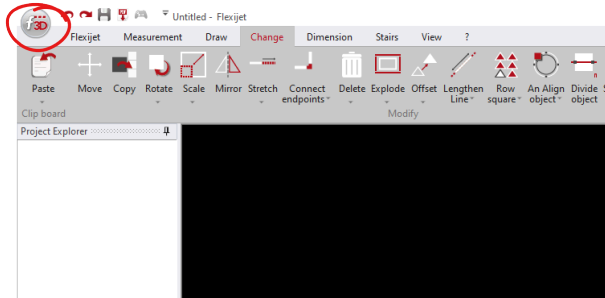 f3D
Untitled - Flexijet
Flexijet Measurement Draw Change Dimension Stairs View ?
Paste Move Copy Rotate Scale Mirror Stretch Connect endpoints Delete Explode Offset Lengthen Line Row square An Align object Divide object
Clip board Modify
Project Explorer